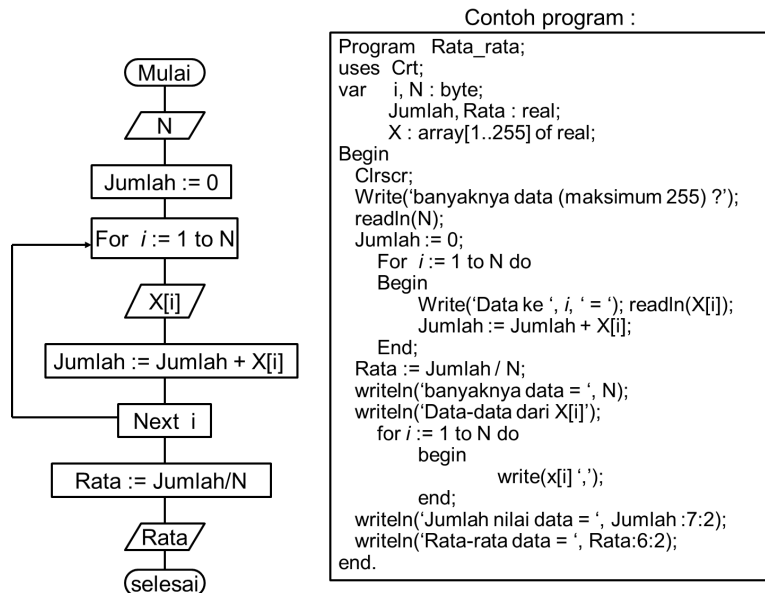 Contoh program :
Mulai
N
Jumlah := 0
For i := 1 to N
X[i]
Jumlah := Jumlah + X[i]
Next i
Rata := Jumlah/N
Rata
selesai
Program Rata_rata;
uses Crt;
var i, N : byte;
Jumlah, Rata : real;
X : array[1..255] of real;
Begin
Clrscr;
Write(‘banyaknya data (maksimum 255) ?’);
readln(N);
Jumlah := 0;
For i := 1 to N do
Begin
Write(‘Data ke ‘, i, ‘ = ‘); readln(X[i]);
Jumlah := Jumlah + X[i];
End;
Rata := Jumlah / N;
writeln(‘banyaknya data = ‘, N);
writeln(‘Data-data dari X[i]’);
for i := 1 to N do
begin
write(x[i] ‘,’);
end;
writeln(‘Jumlah nilai data = ‘, Jumlah :7:2);
writeln(‘Rata-rata data = ‘, Rata:6:2);
end.